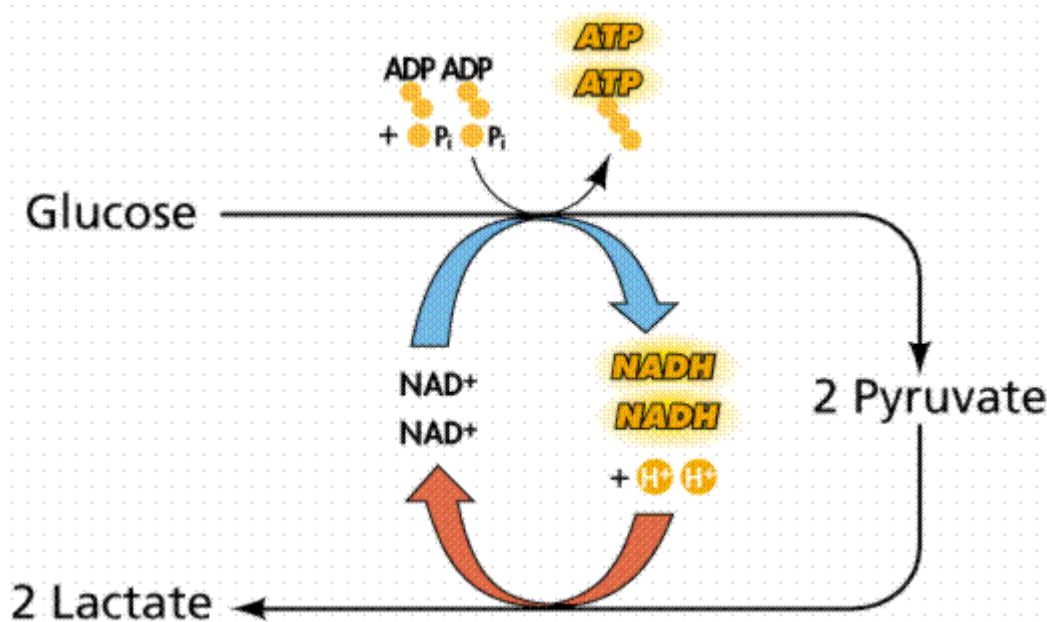 ATP
ATP
ADP ADP
+ Pi Pi
Glucose
NAD+
NAD+
NADH
NADH
+ H+ H+
2 Pyruvate
2 Lactate